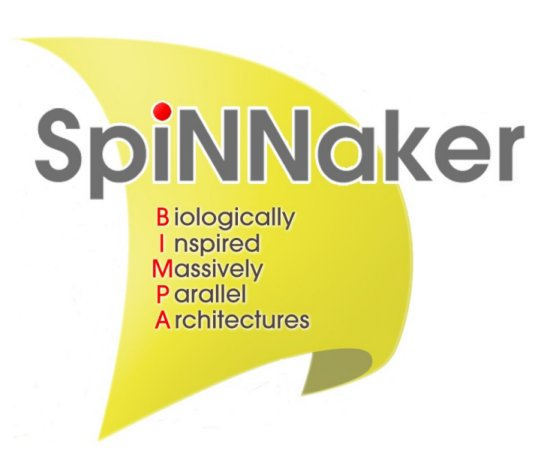 SpiNNaker
Biologically
Inspired
Massively
Parallel
Architectures